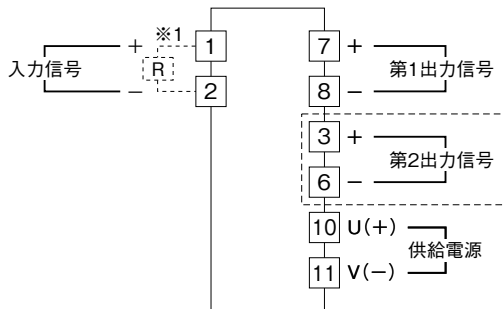 ※1
+
入力信号
R
−
1
2
7 +
第1出力信号
8 −
3 +
第2出力信号
6 −
10 U(+)
供給電源
11 V(−)